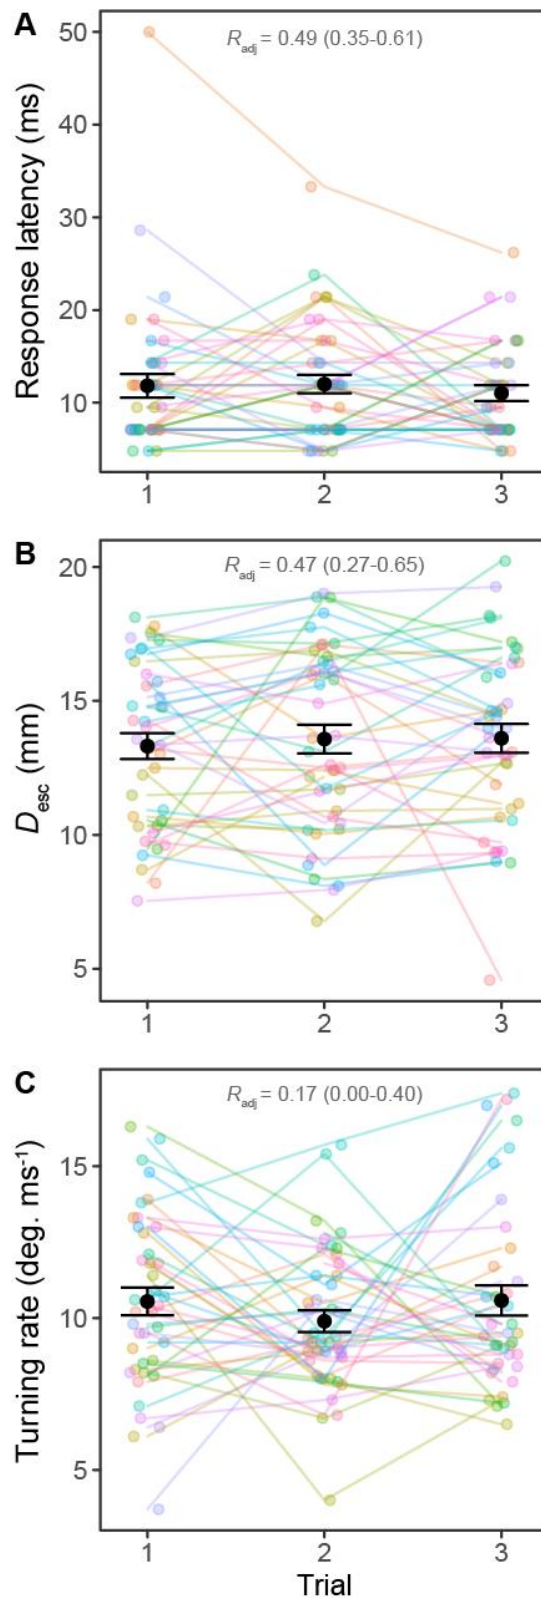 A
R_adj = 0.49 (0.35-0.61)
Response latency (ms)
50
40
30
20
10
1 2 3
B
R_adj = 0.47 (0.27-0.65)
D_esc (mm)
20
15
10
5
1 2 3
C
R_adj = 0.17 (0.00-0.40)
Turning rate (deg. ms⁻¹)
15
10
5
1 2 3
Trial